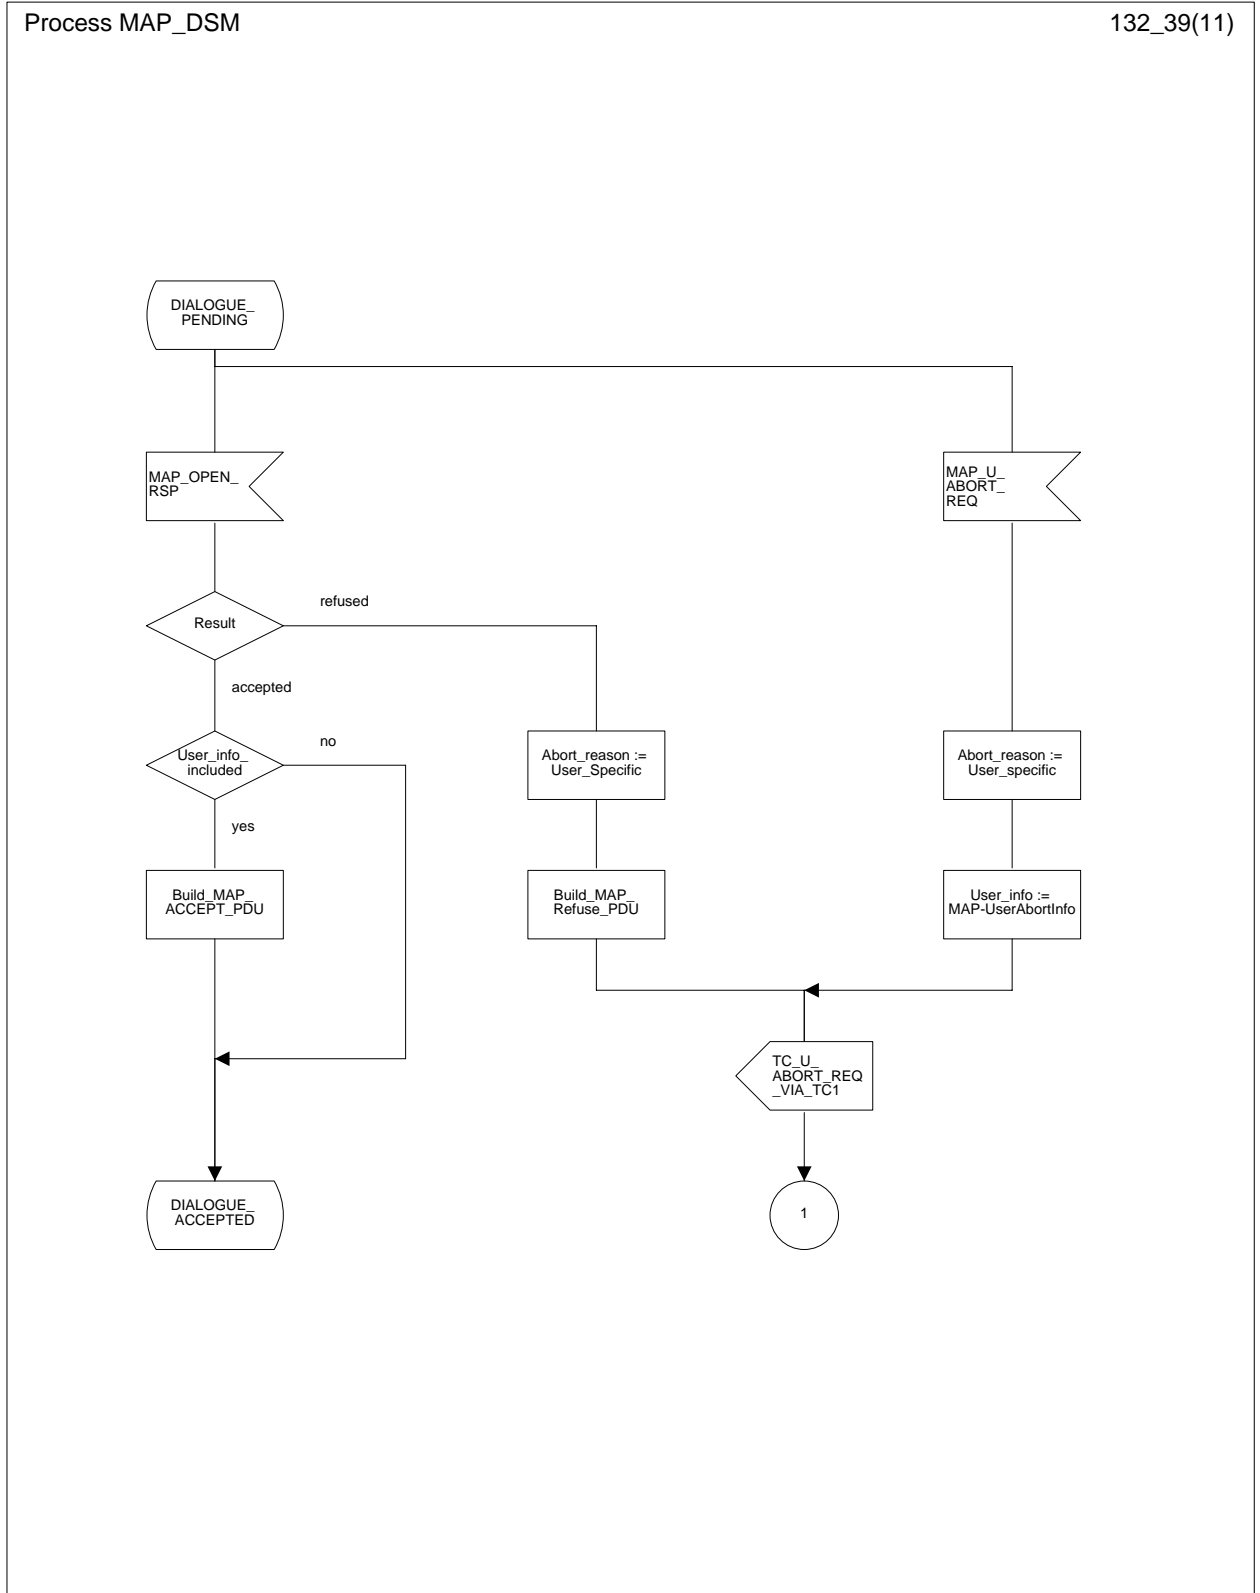 Process MAP_DSM
132_39(11)
DIALOGUE_
PENDING
MAP_OPEN_
RSP
MAP_U_
ABORT_
REQ
Result
refused
accepted
User_info_
included
no
Abort_reason :=
User_Specific
Abort_reason :=
User_specific
yes
Build_MAP_
ACCEPT_PDU
Build_MAP_
Refuse_PDU
User_info :=
MAP-UserAbortInfo
TC_U_
ABORT_REQ
_VIA_TC1
DIALOGUE_
ACCEPTED
1